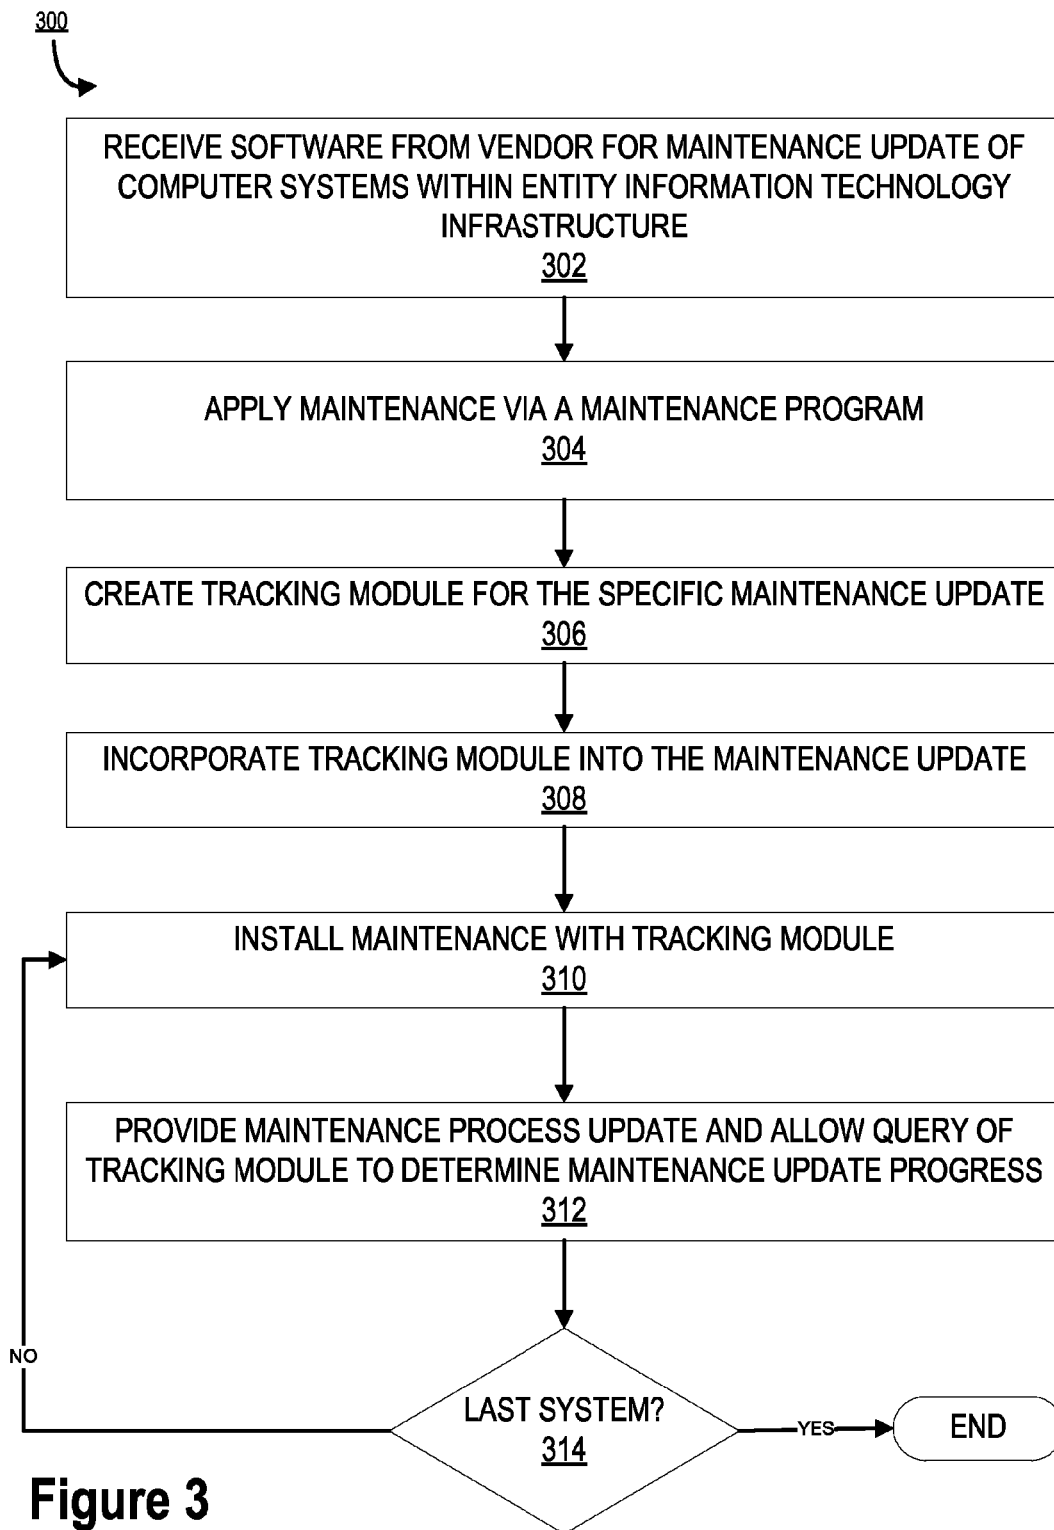 300
RECEIVE SOFTWARE FROM VENDOR FOR MAINTENANCE UPDATE OF
COMPUTER SYSTEMS WITHIN ENTITY INFORMATION TECHNOLOGY
INFRASTRUCTURE
302
APPLY MAINTENANCE VIA A MAINTENANCE PROGRAM
304
CREATE TRACKING MODULE FOR THE SPECIFIC MAINTENANCE UPDATE
306
INCORPORATE TRACKING MODULE INTO THE MAINTENANCE UPDATE
308
INSTALL MAINTENANCE WITH TRACKING MODULE
310
PROVIDE MAINTENANCE PROCESS UPDATE AND ALLOW QUERY OF
TRACKING MODULE TO DETERMINE MAINTENANCE UPDATE PROGRESS
312
NO
LAST SYSTEM?
314
YES
END
Figure 3